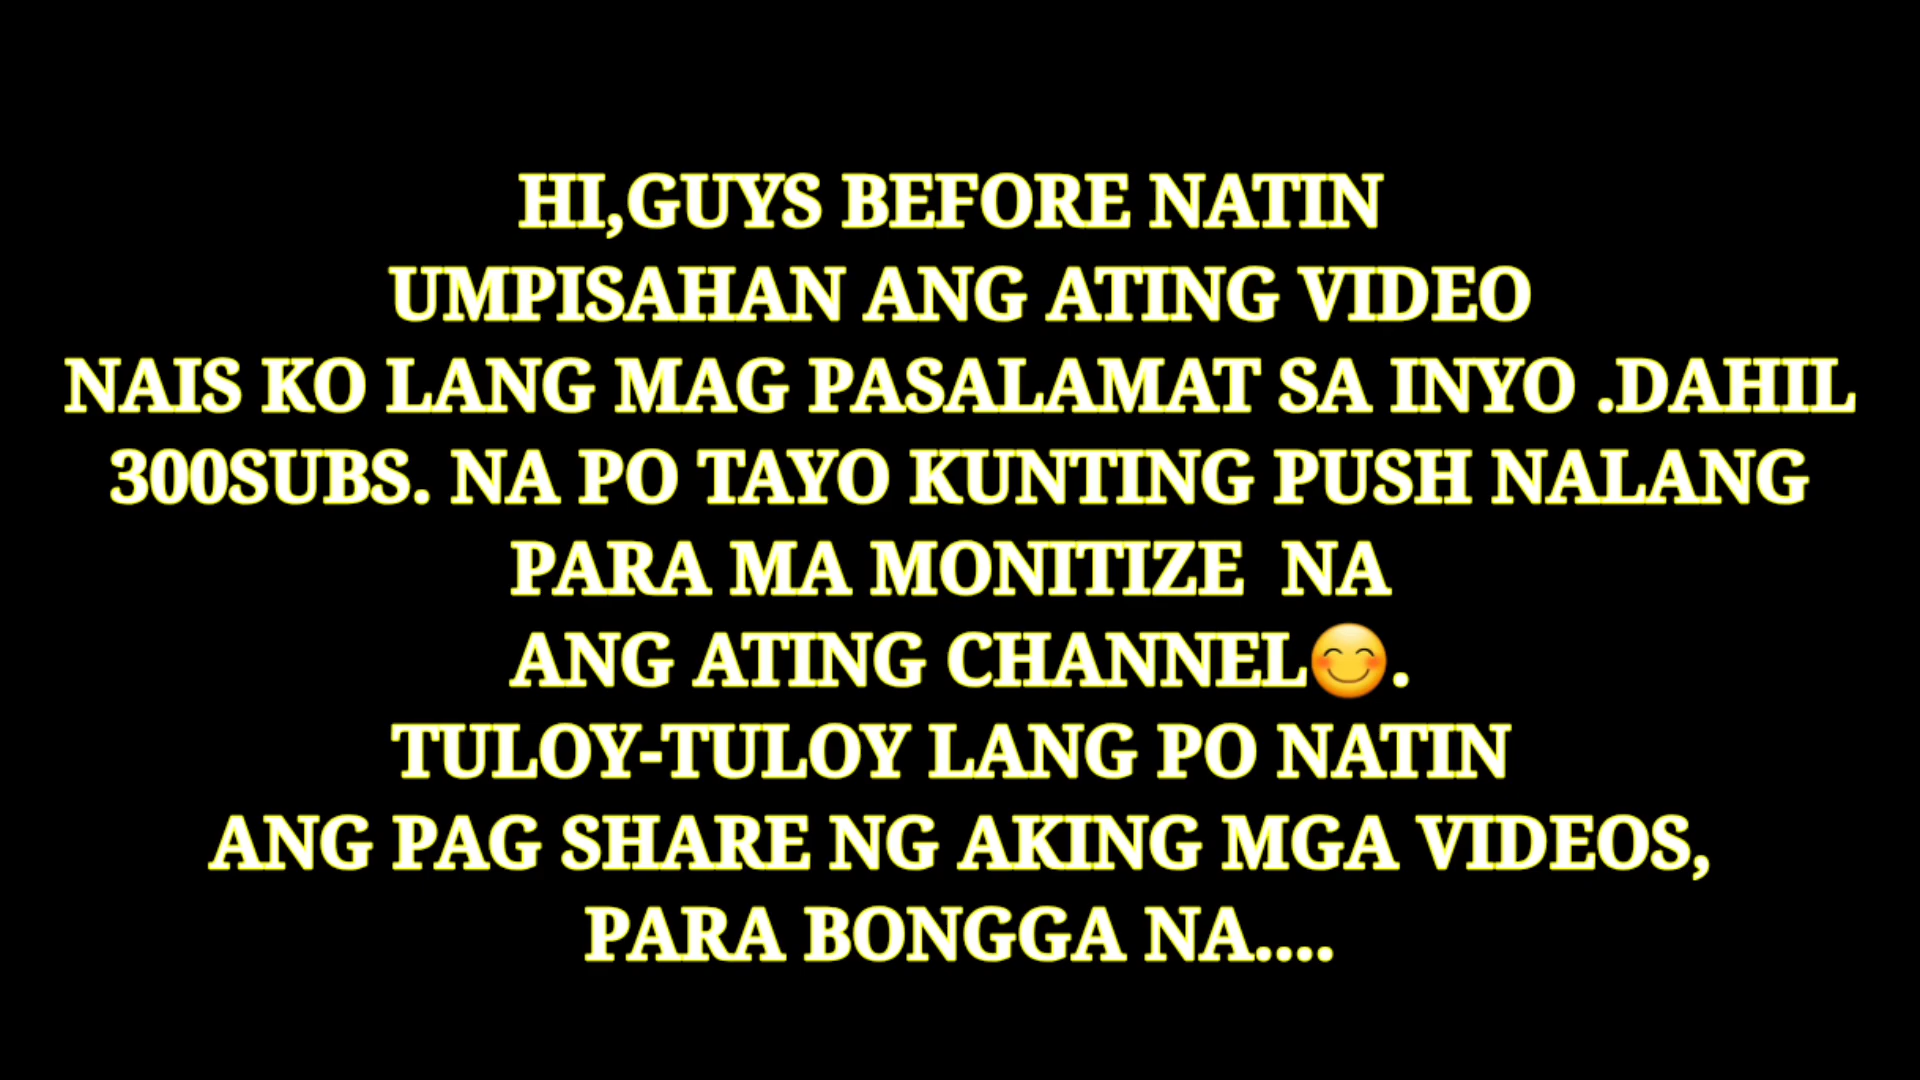 HI,GUYS BEFORE NATIN
UMPISAHAN ANG ATING VIDEO
NAIS KO LANG MAG PASALAMAT SA INYO .DAHIL
300SUBS. NA PO TAYO KUNTING PUSH NALANG
PARA MA MONITIZE  NA
ANG ATING CHANNEL😊.
TULOY-TULOY LANG PO NATIN
ANG PAG SHARE NG AKING MGA VIDEOS,
PARA BONGGA NA....